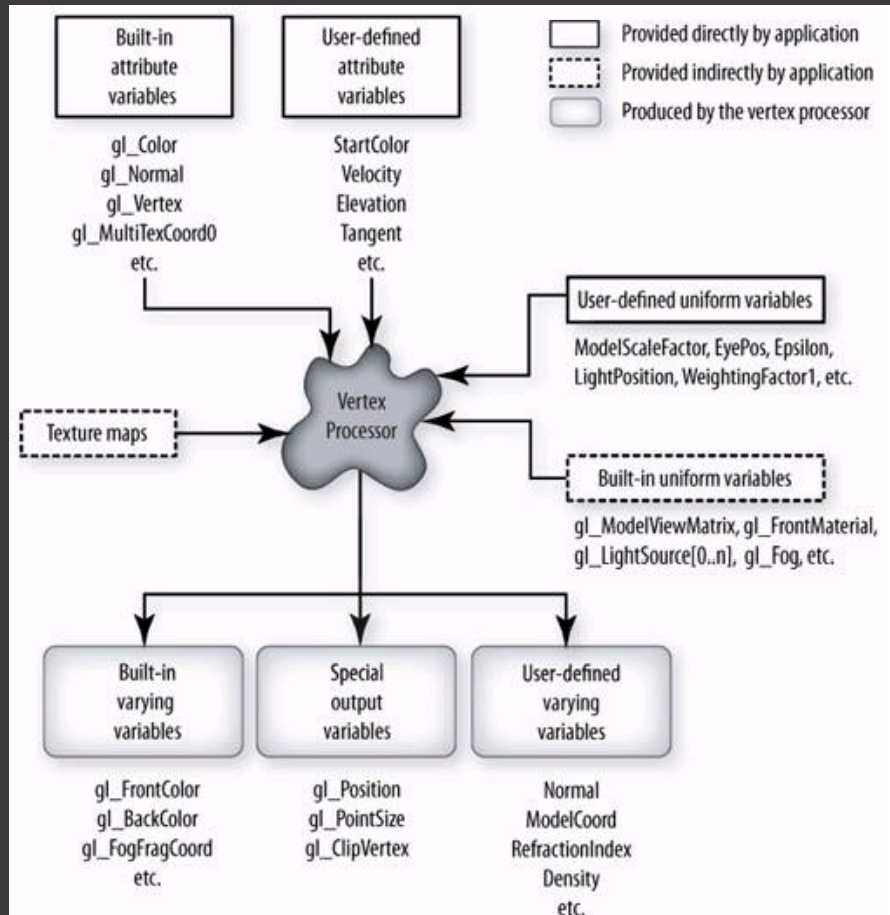 Built-in
attribute
variables
gl_Color
gl_Normal
gl_Vertex
gl_MultiTexCoord0
etc.
User-defined
attribute
variables
StartColor
Velocity
Elevation
Tangent
etc.
Provided directly by application
Provided indirectly by application
Produced by the vertex processor
User-defined uniform variables
ModelScaleFactor, EyePos, Epsilon,
LightPosition, WeightingFactor1, etc.
Vertex
Processor
Texture maps
Built-in uniform variables
gl_ModelViewMatrix, gl_FrontMaterial,
gl_LightSource[0..n], gl_Fog, etc.
Built-in
varying
variables
gl_FrontColor
gl_BackColor
gl_FogFragCoord
etc.
Special
output
variables
gl_Position
gl_PointSize
gl_ClipVertex
User-defined
varying
variables
Normal
ModelCoord
RefractionIndex
Density
etc.